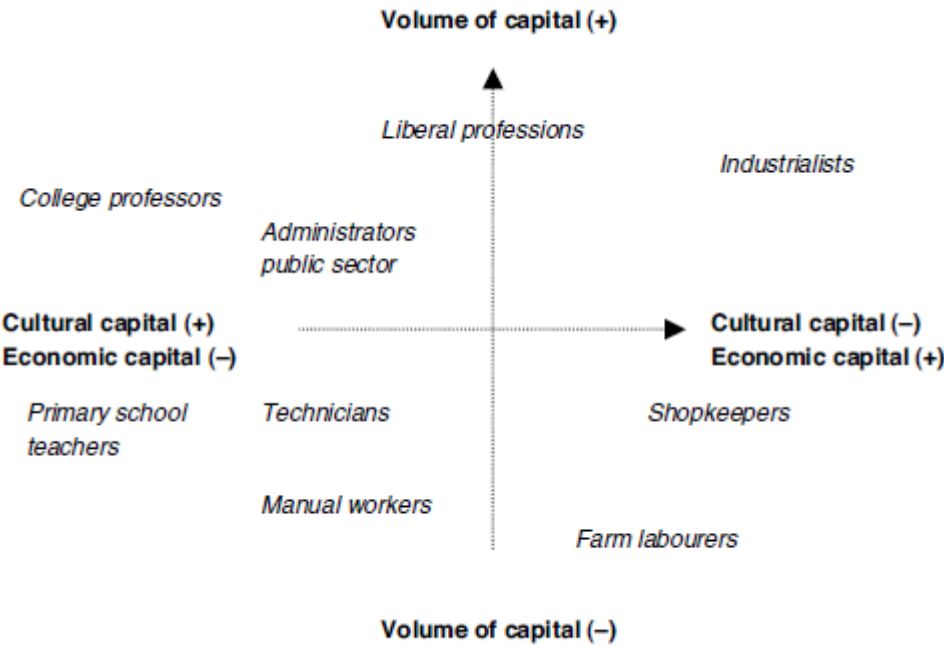 Volume of capital (+)
Liberal professions
Industrialists
College professors
Administrators
public sector
Cultural capital (+)
Economic capital (–)
Cultural capital (–)
Economic capital (+)
Primary school
teachers
Technicians
Shopkeepers
Manual workers
Farm labourers
Volume of capital (–)